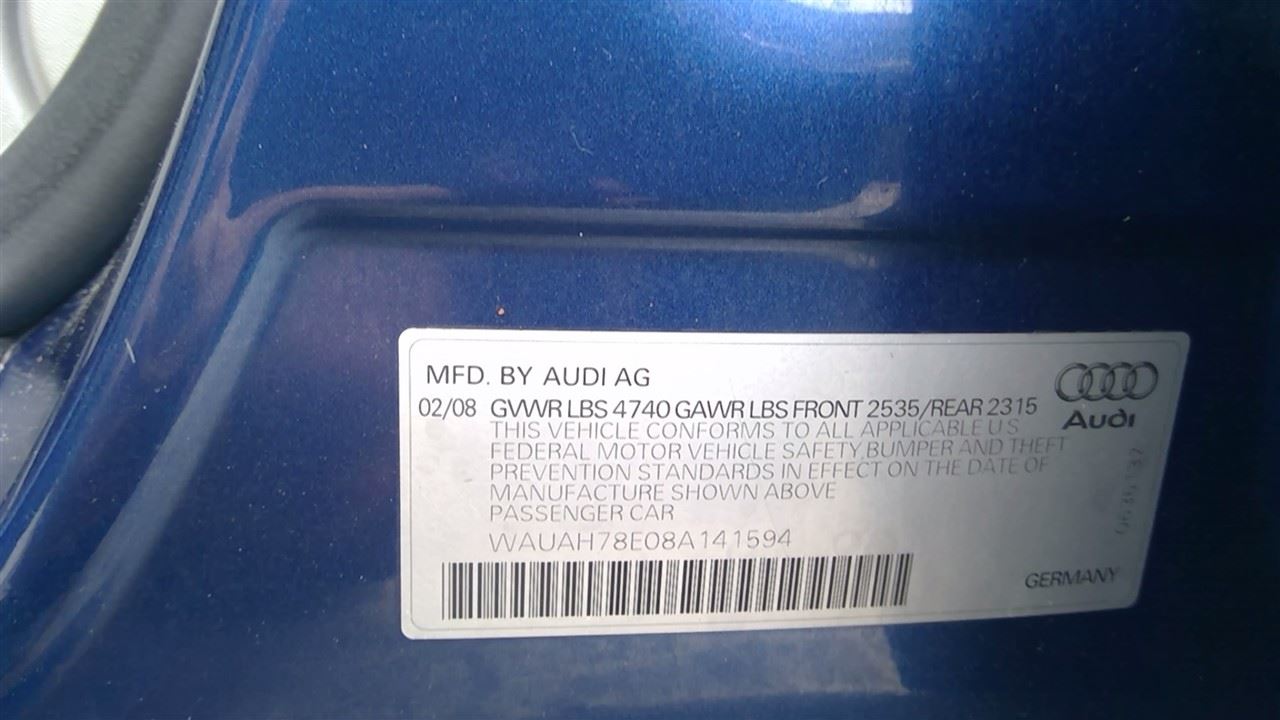 MFD. BY AUDI AG
02/08 GVWR LBS 4740 GAWR LBS FRONT 2535/REAR 2315
THIS VEHICLE CONFORMS TO ALL APPLICABLE U S
FEDERAL MOTOR VEHICLE SAFETY, BUMPER AND THEFT
PREVENTION STANDARDS IN EFFECT ON THE DATE OF
MANUFACTURE SHOWN ABOVE
PASSENGER CAR
WAUAH78E08A141594
Audi
GERMANY